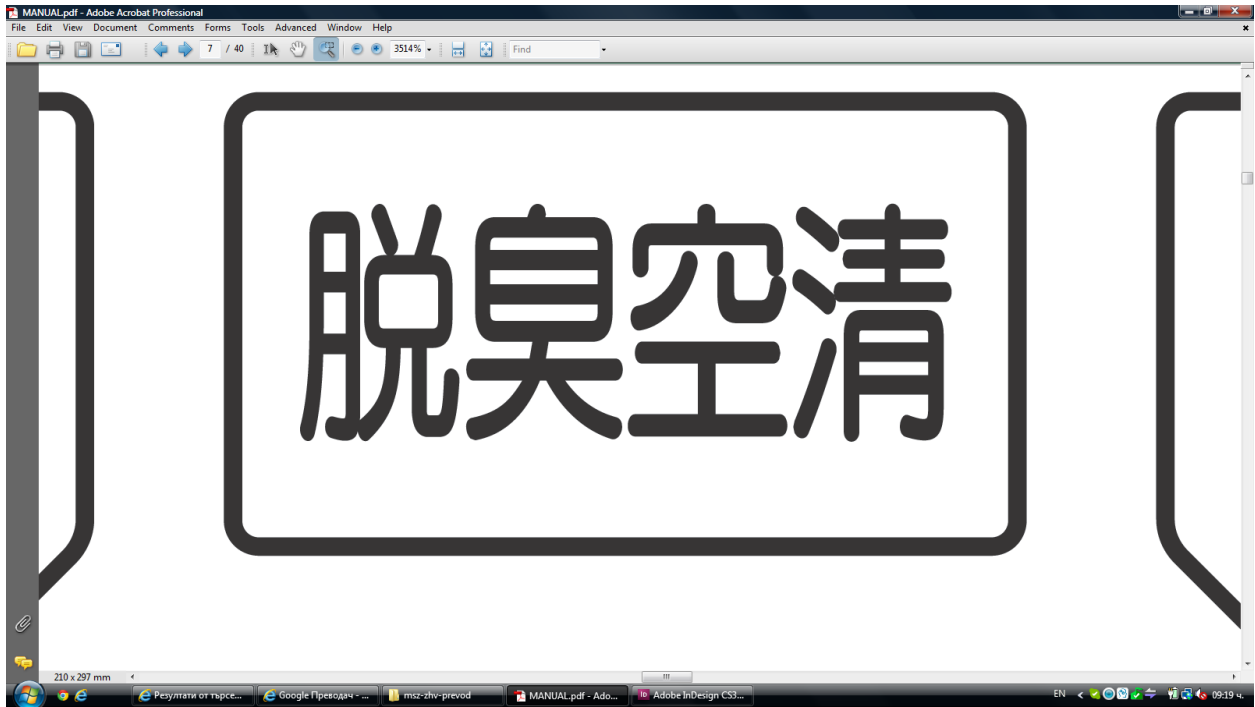 MANUAL.pdf - Adobe Acrobat Professional
File Edit View Document Comments Forms Tools Advanced Window Help
7 / 40 3514% Find
脱臭空清
210 x 297 mm
Резултати от търсе... Google Преводач - ... msz-zhv-prevod MANUAL.pdf - Ado... Adobe InDesign CS3... EN 09:19 ч.